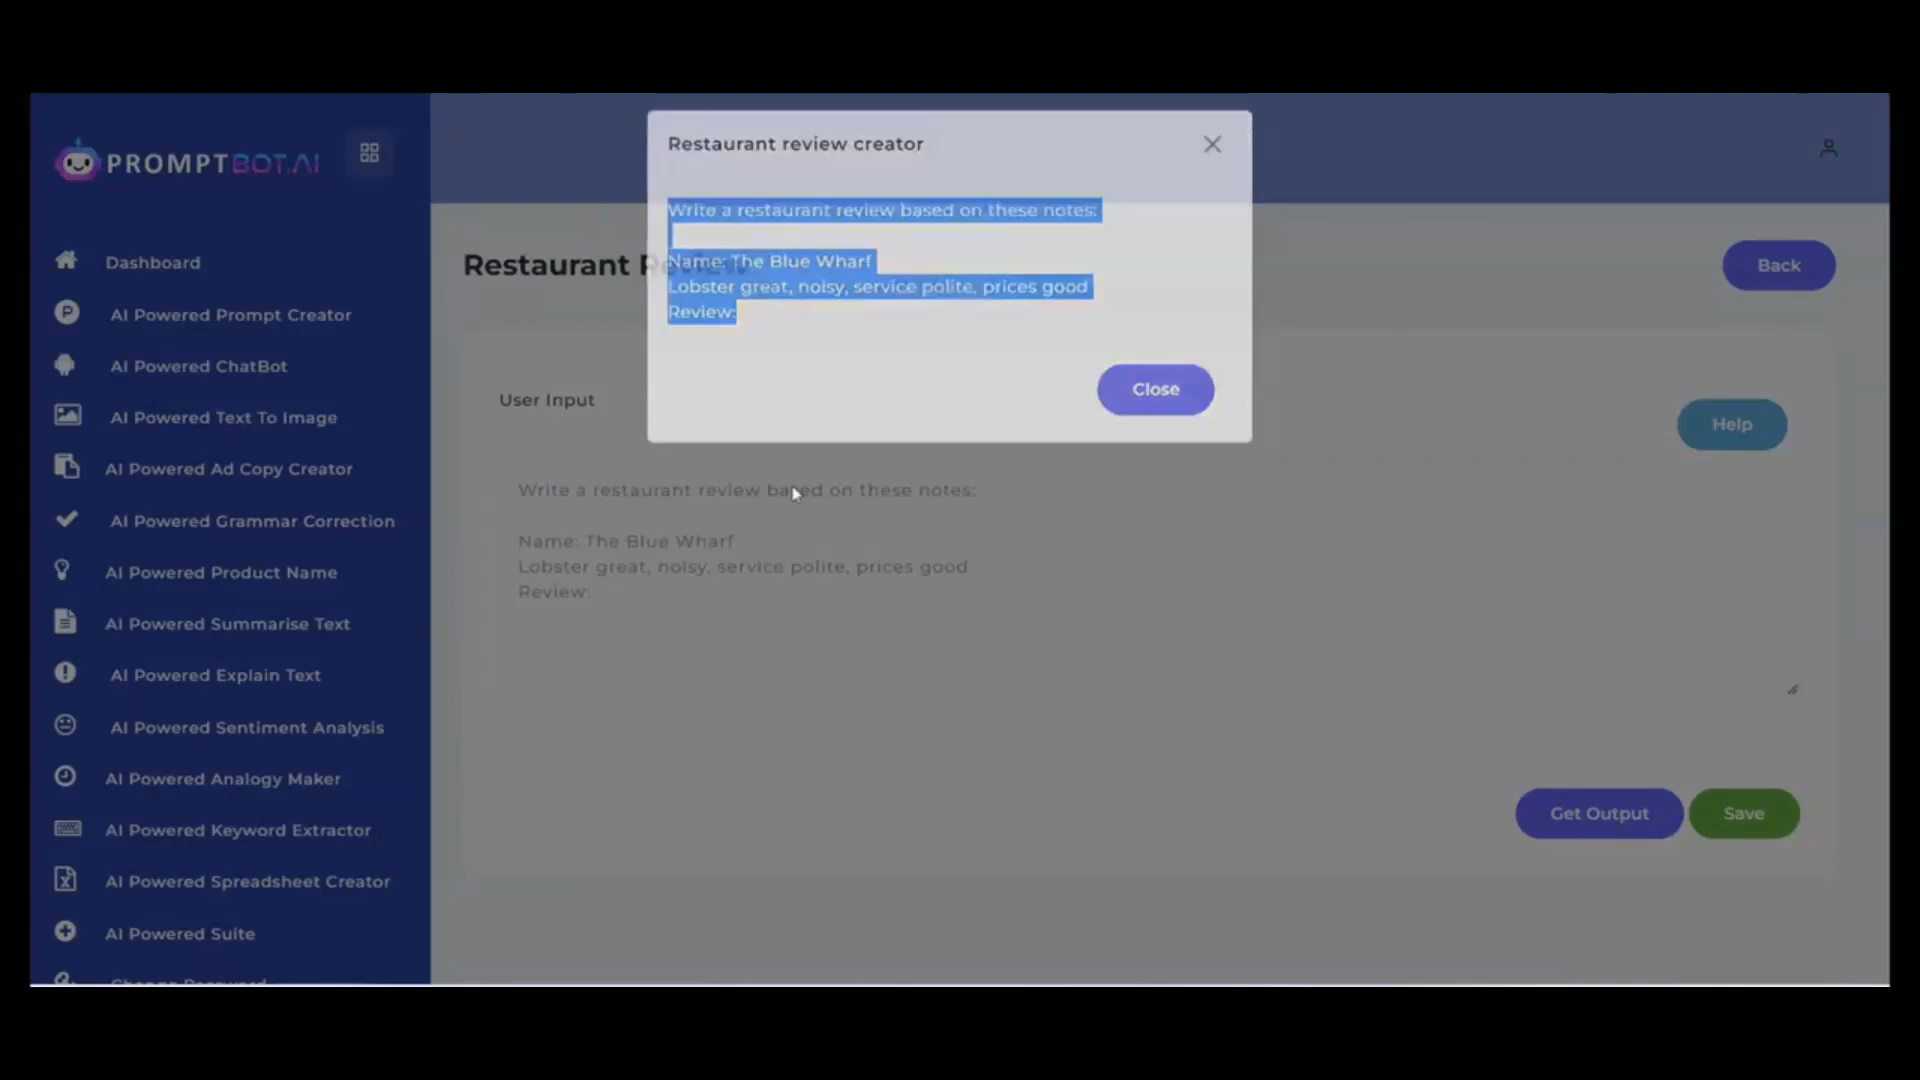 PROMPTBOT.AI
Dashboard
AI Powered Prompt Creator
AI Powered ChatBot
AI Powered Text To Image
AI Powered Ad Copy Creator
AI Powered Grammar Correction
AI Powered Product Name
AI Powered Summarise Text
AI Powered Explain Text
AI Powered Sentiment Analysis
AI Powered Analogy Maker
AI Powered Keyword Extractor
AI Powered Spreadsheet Creator
AI Powered Suite
Change Password
Restaurant review creator
Write a restaurant review based on these notes:
Name: The Blue Wharf
Lobster great, noisy, service polite, prices good
Review:
Close
Restaurant Review
Back
User Input
Help
Write a restaurant review based on these notes:
Name: The Blue Wharf
Lobster great, noisy, service polite, prices good
Review:
Get Output
Save